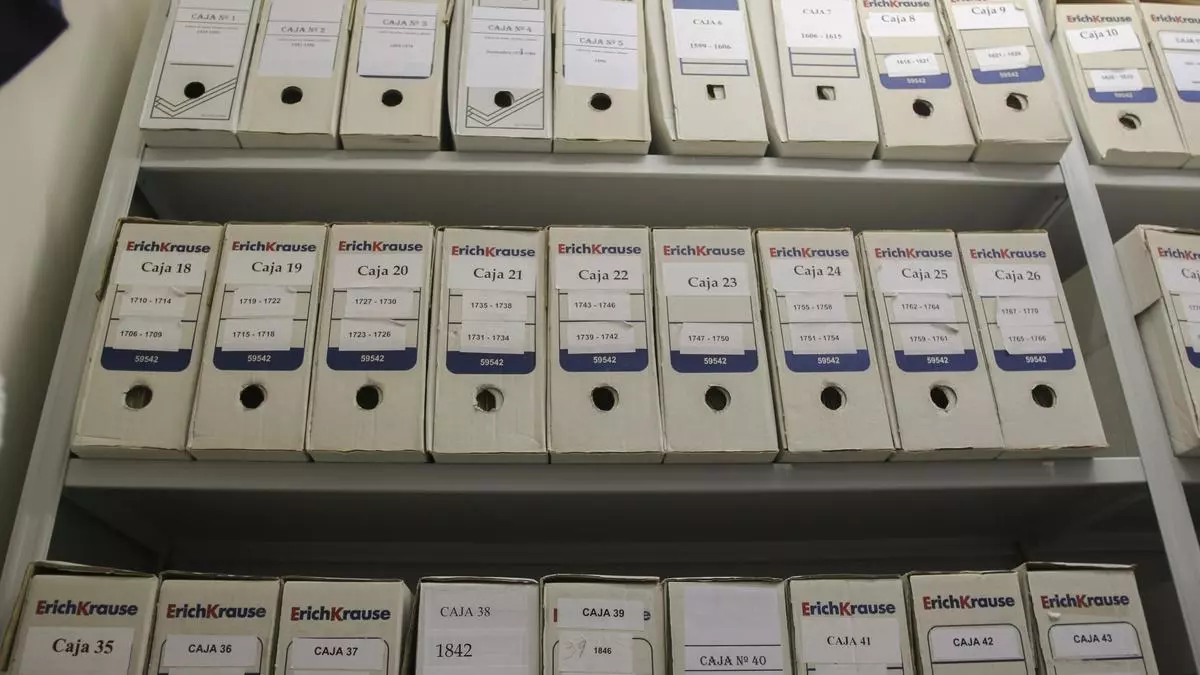 CAJA Nº 1
CAJA Nº 2
CAJA Nº 3
CAJA Nº 4
CAJA Nº 5
1596
CAJA 6
1599 - 1606
CAJA 7
1606 - 1615
ErichKrause
Caja 8
1616 - 1621
59542
Caja 9
1621 - 1629
59542
ErichKrause
Caja 10
59542
ErichKrause
Caja 18
1710 - 1714
1706 - 1709
59542
ErichKrause
Caja 19
1719 - 1722
1715 - 1718
59542
ErichKrause
Caja 20
1727 - 1730
1723 - 1726
59542
ErichKrause
Caja 21
1735 - 1738
1731 - 1734
59542
ErichKrause
Caja 22
1743 - 1746
1739 - 1742
59542
ErichKrause
Caja 23
1747 - 1750
59542
ErichKrause
Caja 24
1755 - 1758
1751 - 1754
59542
ErichKrause
Caja 25
1762 - 1764
1759 - 1761
59542
ErichKrause
Caja 26
1767 - 1770
1765 - 1766
59542
ErichKrause
Caja 35
ErichKrause
CAJA 36
ErichKrause
CAJA 37
CAJA 38
1842
CAJA 39
39 1846
CAJA Nº 40
ErichKrause
CAJA 41
ErichKrause
CAJA 42
ErichKrause
CAJA 43